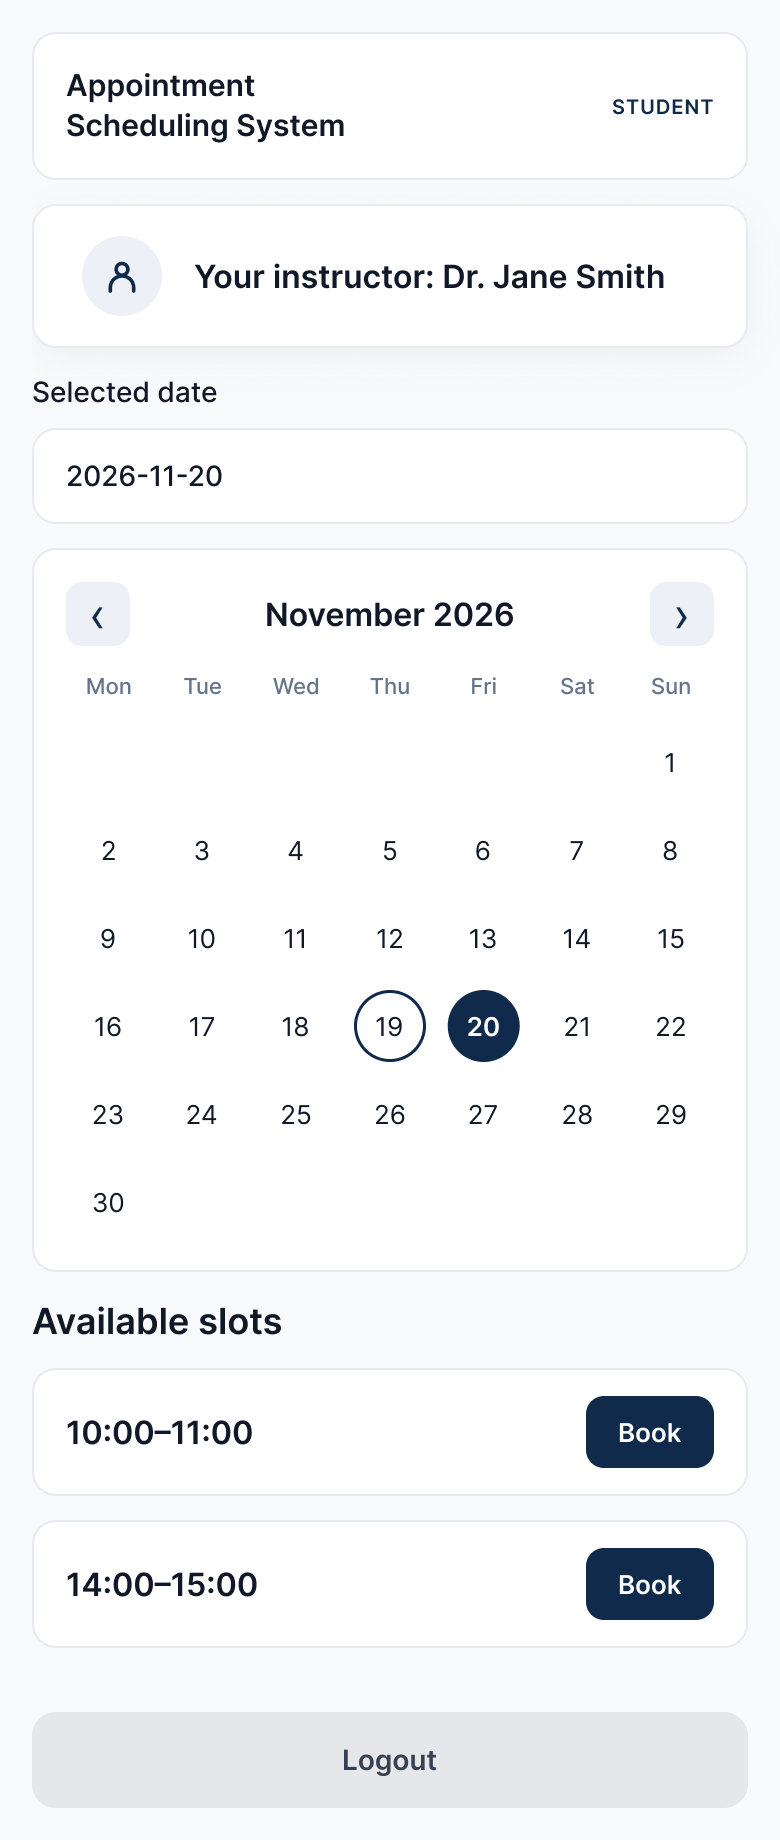 Appointment
Scheduling System
STUDENT
Your instructor: Dr. Jane Smith
Selected date
2026-11-20
‹ November 2026 ›
Mon Tue Wed Thu Fri Sat Sun
1
2 3 4 5 6 7 8
9 10 11 12 13 14 15
16 17 18 19 20 21 22
23 24 25 26 27 28 29
30
Available slots
10:00–11:00 Book
14:00–15:00 Book
Logout